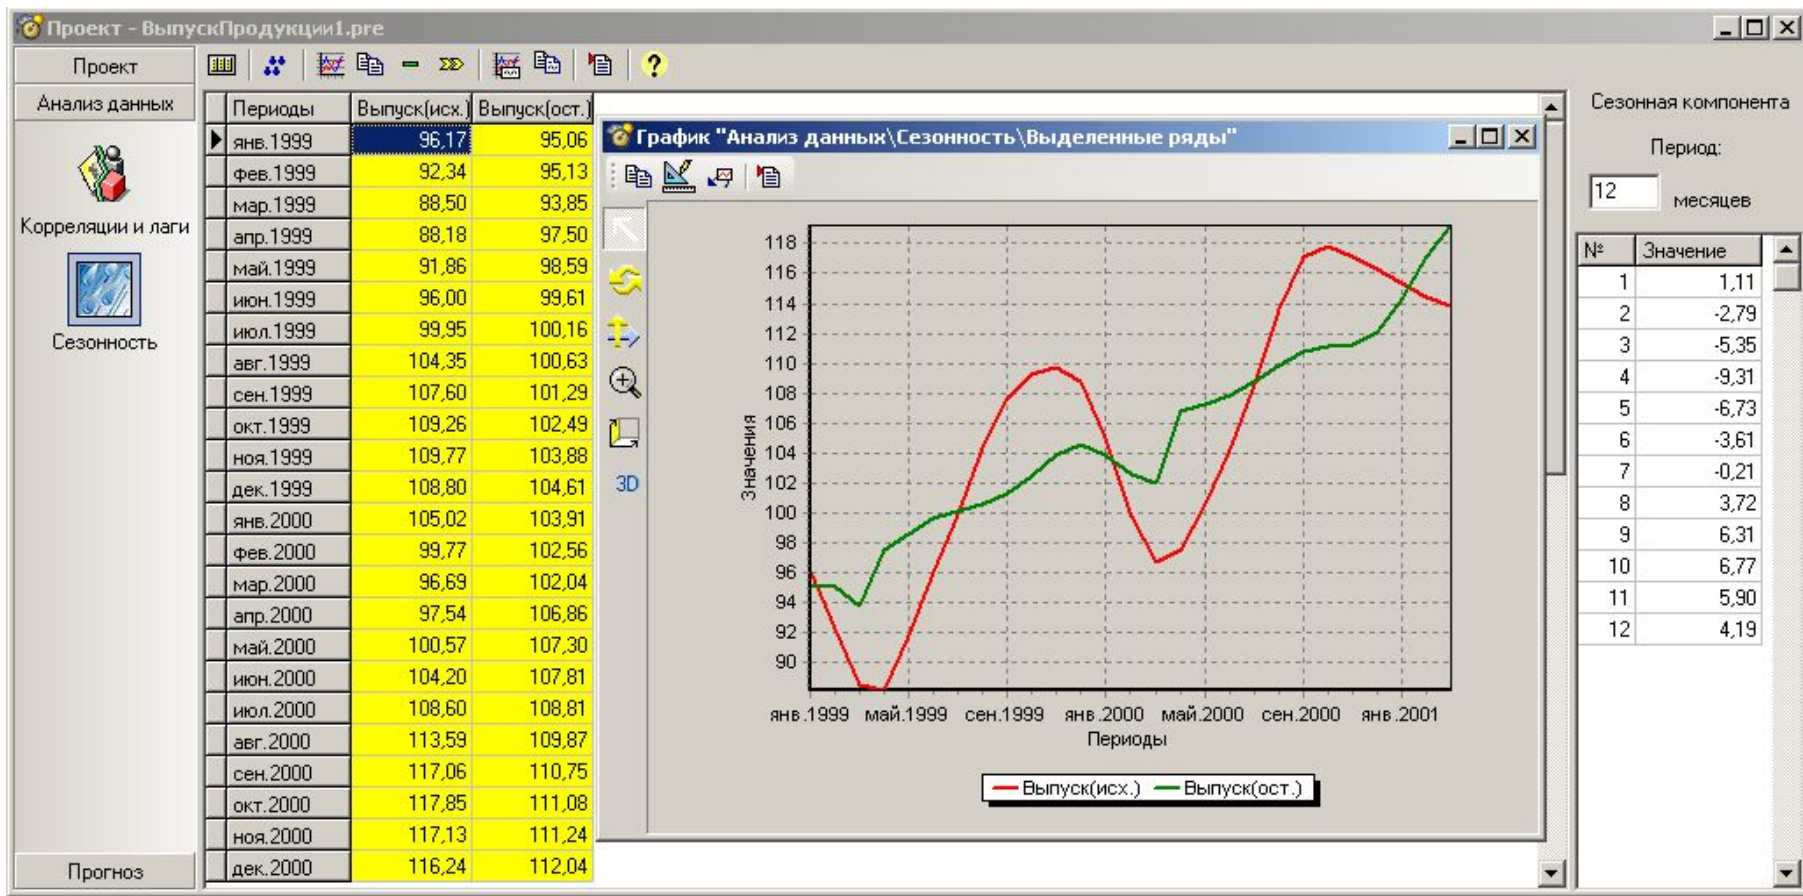 Проект - ВыпускПродукции1.pre
Проект
Анализ данных
Корреляции и лаги
Сезонность
Прогноз
Периоды Выпуск(исх.) Выпуск(ост.)
янв.1999 96,17 95,06
фев.1999 92,34 95,13
мар.1999 88,50 93,85
апр.1999 88,18 97,50
май.1999 91,86 98,59
июн.1999 96,00 99,61
июл.1999 99,95 100,16
авг.1999 104,35 100,63
сен.1999 107,60 101,29
окт.1999 109,26 102,49
ноя.1999 109,77 103,88
дек.1999 108,80 104,61
янв.2000 105,02 103,91
фев.2000 99,77 102,56
мар.2000 96,69 102,04
апр.2000 97,54 106,86
май.2000 100,57 107,30
июн.2000 104,20 107,81
июл.2000 108,60 108,81
авг.2000 113,59 109,87
сен.2000 117,06 110,75
окт.2000 117,85 111,08
ноя.2000 117,13 111,24
дек.2000 116,24 112,04
График "Анализ данных\Сезонность\Выделенные ряды"
3D
Значения
118
116
114
112
110
108
106
104
102
100
98
96
94
92
90
янв.1999 май.1999 сен.1999 янв.2000 май.2000 сен.2000 янв.2001
Периоды
Выпуск(исх.) Выпуск(ост.)
Сезонная компонента
Период:
12 месяцев
№ Значение
1 1,11
2 -2,79
3 -5,35
4 -9,31
5 -6,73
6 -3,61
7 -0,21
8 3,72
9 6,31
10 6,77
11 5,90
12 4,19